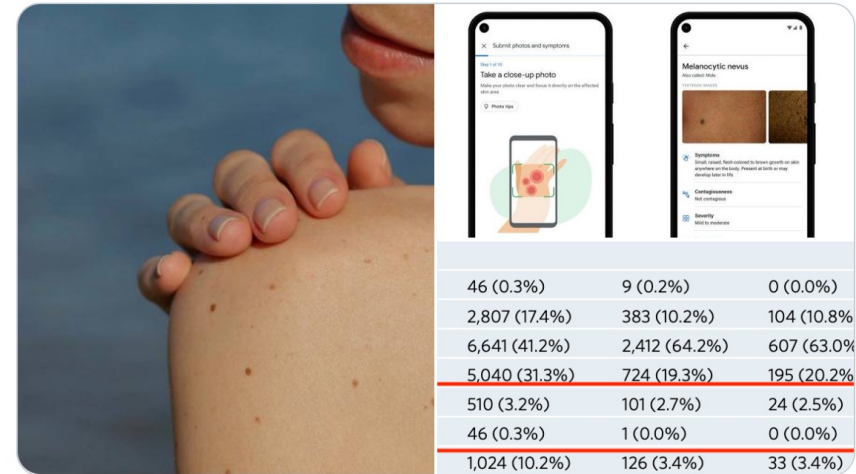 Submit photos and symptoms
Step 1 of 10
Take a close-up photo
Make your photo clear and focus it directly on the affected
skin area
Photo tips
Melanocytic nevus
Also called: Mole
Symptoms
Small, raised, flesh-colored to brown growth on skin
anywhere on the body. Present at birth or may
develop later in life
Contagiousness
Not contagious
Severity
Mild to moderate
46 (0.3%) 9 (0.2%) 0 (0.0%)
2,807 (17.4%) 383 (10.2%) 104 (10.8%
6,641 (41.2%) 2,412 (64.2%) 607 (63.0%
5,040 (31.3%) 724 (19.3%) 195 (20.2%
510 (3.2%) 101 (2.7%) 24 (2.5%)
46 (0.3%) 1 (0.0%) 0 (0.0%)
1,024 (10.2%) 126 (3.4%) 33 (3.4%)